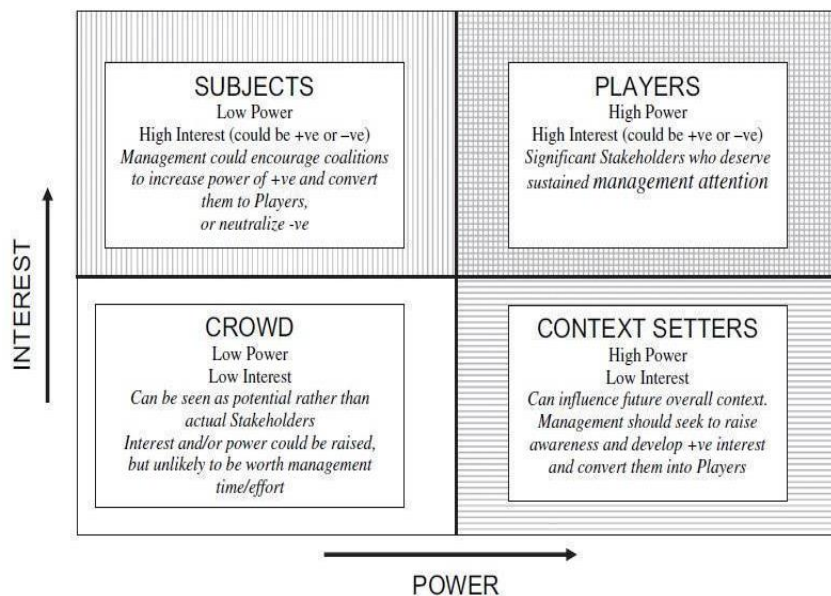 SUBJECTS
Low Power
High Interest (could be +ve or –ve)
Management could encourage coalitions
to increase power of +ve and convert
them to Players,
or neutralize -ve
PLAYERS
High Power
High Interest (could be +ve or –ve)
Significant Stakeholders who deserve
sustained management attention
INTEREST
CROWD
Low Power
Low Interest
Can be seen as potential rather than
actual Stakeholders
Interest and/or power could be raised,
but unlikely to be worth management
time/effort
CONTEXT SETTERS
High Power
Low Interest
Can influence future overall context.
Management should seek to raise
awareness and develop +ve interest
and convert them into Players
POWER